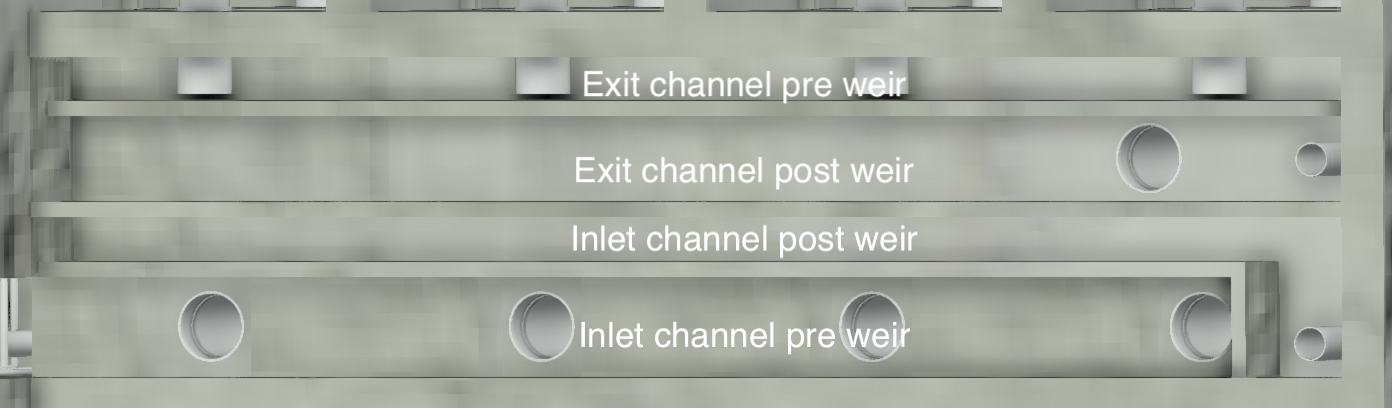 Exit channel pre weir
Exit channel post weir
Inlet channel post weir
Inlet channel pre weir